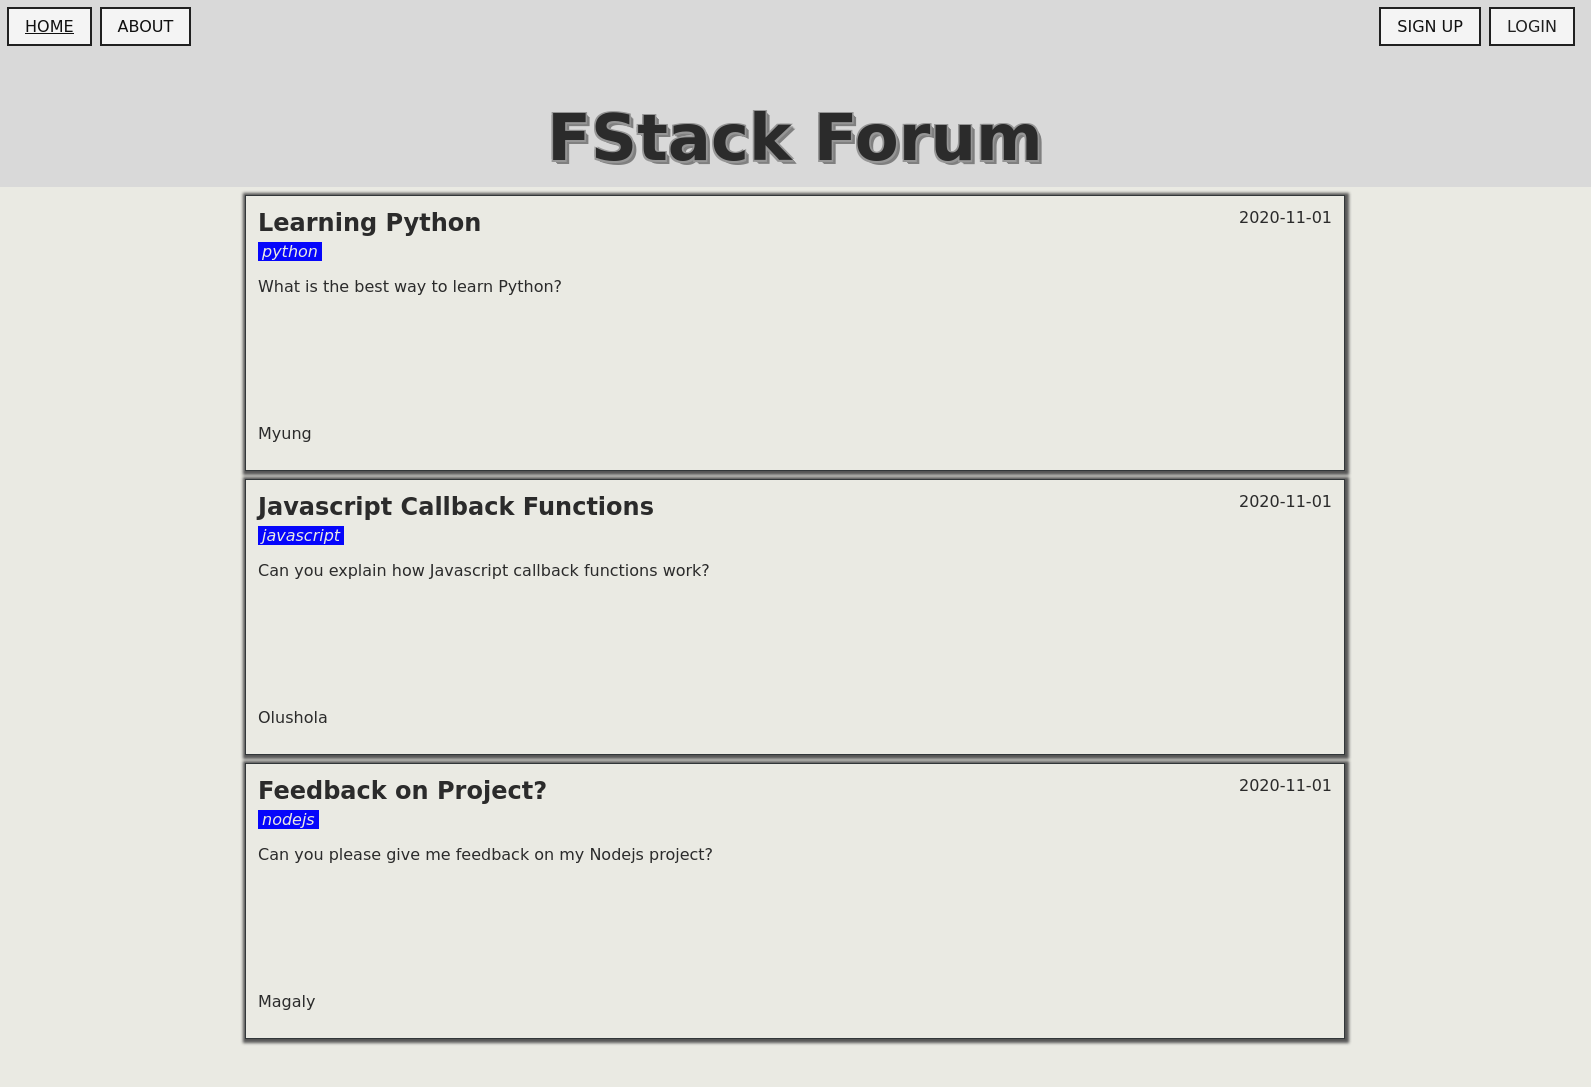 HOME ABOUT SIGN UP LOGIN
FStack Forum
Learning Python 2020-11-01
python
What is the best way to learn Python?
Myung
Javascript Callback Functions 2020-11-01
javascript
Can you explain how Javascript callback functions work?
Olushola
Feedback on Project? 2020-11-01
nodejs
Can you please give me feedback on my Nodejs project?
Magaly